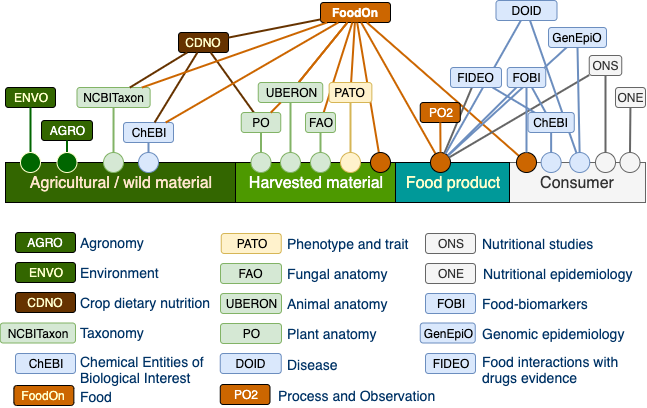 FoodOn
DOID
CDNO
GenEpiO
ONS
FIDEO
FOBI
ENVO
NCBITaxon
UBERON
PATO
ONE
PO2
AGRO
ChEBI
PO
FAO
ChEBI
Agricultural / wild material
Harvested material
Food product
Consumer
AGRO Agronomy
PATO Phenotype and trait
ONS Nutritional studies
ENVO Environment
FAO Fungal anatomy
ONE Nutritional epidemiology
CDNO Crop dietary nutrition
UBERON Animal anatomy
FOBI Food-biomarkers
NCBITaxon Taxonomy
PO Plant anatomy
GenEpiO Genomic epidemiology
ChEBI Chemical Entities of
Biological Interest
DOID Disease
FIDEO Food interactions with
drugs evidence
FoodOn Food
PO2 Process and Observation